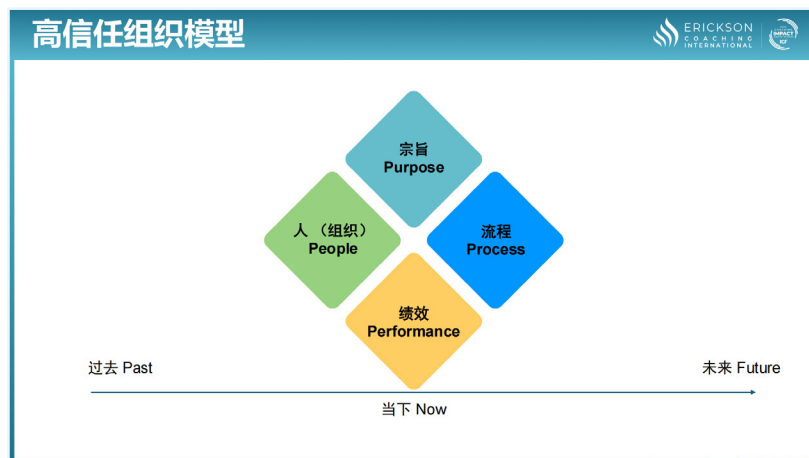 高信任组织模型
ERICKSON
COACHING
INTERNATIONAL
IMPACT
ICF
宗旨
Purpose
人 （组织）
People
流程
Process
绩效
Performance
过去 Past
未来 Future
当下 Now